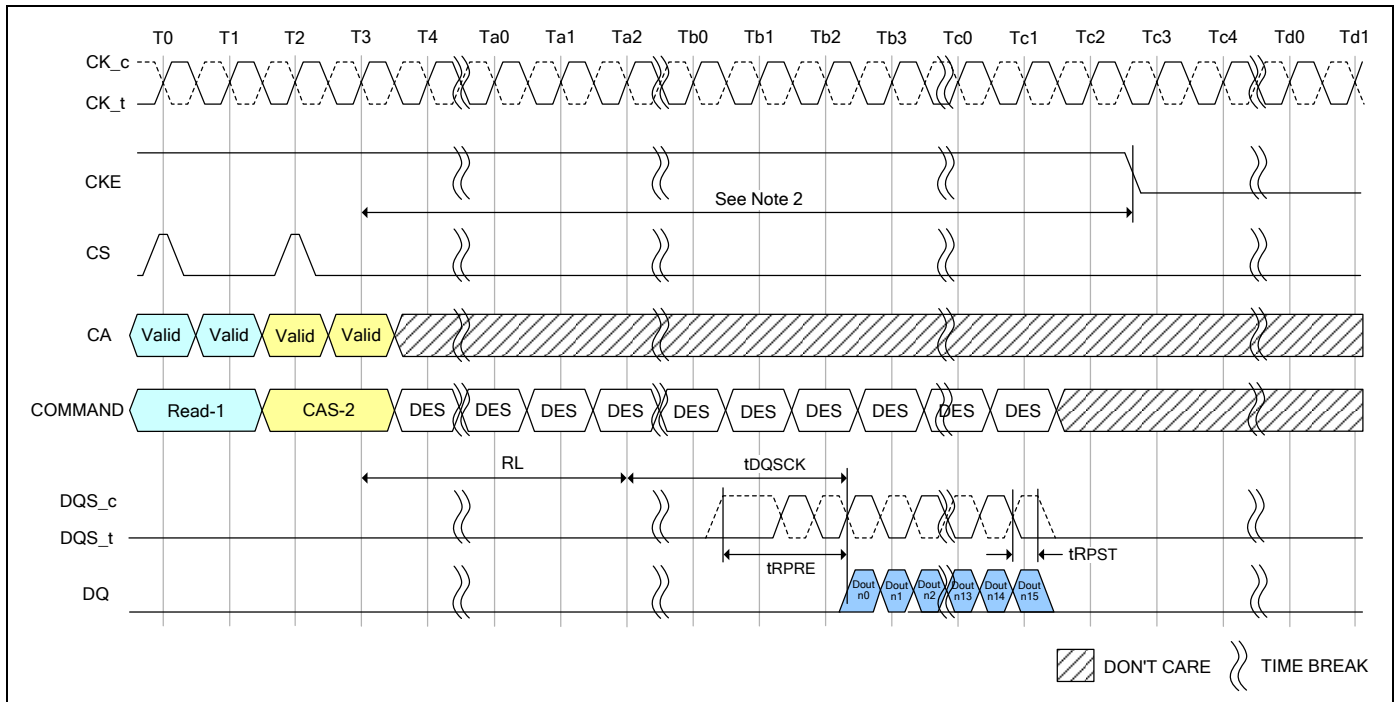 T0 T1 T2 T3 T4 Ta0 Ta1 Ta2 Tb0 Tb1 Tb2 Tb3 Tc0 Tc1 Tc2 Tc3 Tc4 Td0 Td1
CK_c
CK_t
CKE
See Note 2
CS
CA Valid Valid Valid Valid
COMMAND Read-1 CAS-2 DES DES DES DES DES DES DES DES DES DES
RL tDQSCK
DQS_c
DQS_t
tRPRE tRPST
DQ
Dout n0 Dout n1 Dout n2 Dout n13 Dout n14 Dout n15
DON'T CARE TIME BREAK